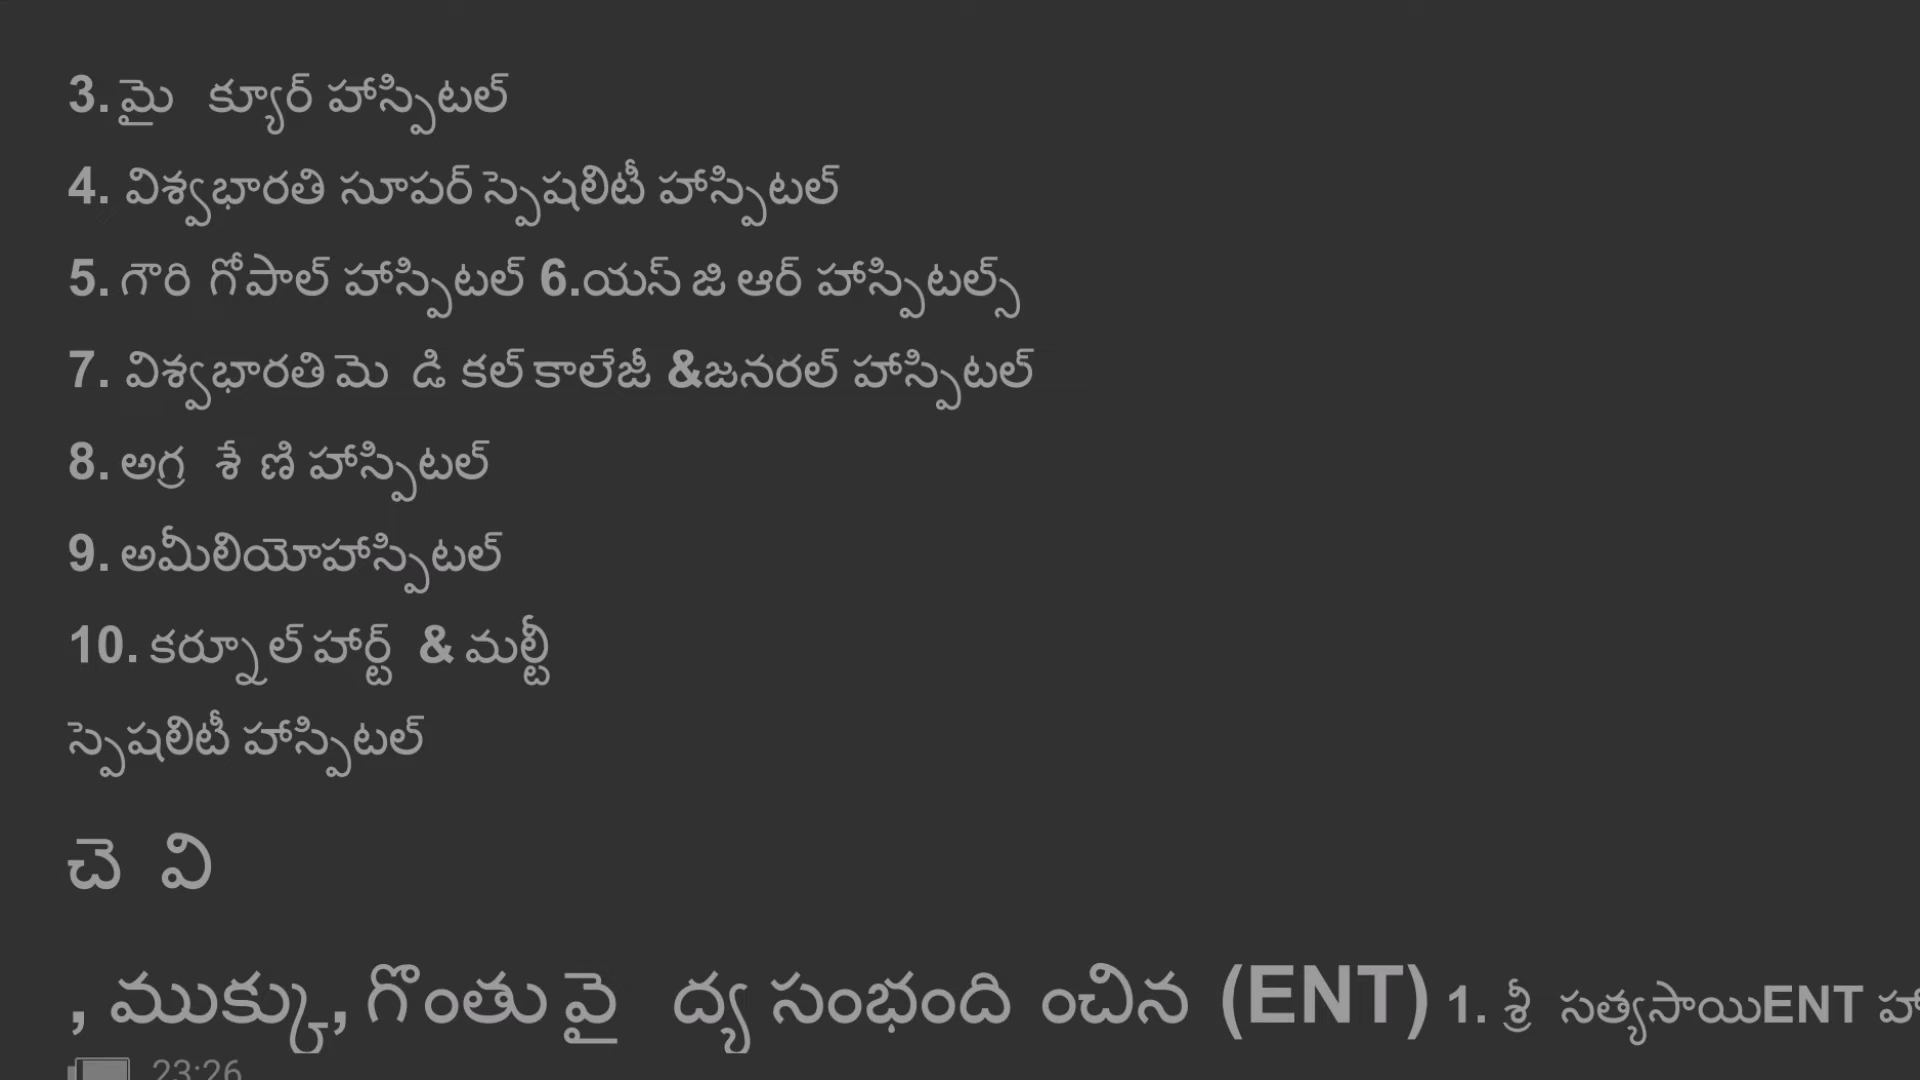 3. మై క్యూర్ హాస్పిటల్
4. విశ్వభారతి సూపర్ స్పెషలిటీ హాస్పిటల్
5. గౌరి గోపాల్ హాస్పిటల్ 6.యస్ జి ఆర్ హాస్పిటల్స్
7. విశ్వభారతి మె డి కల్ కాలేజీ &జనరల్ హాస్పిటల్
8. అగ్ర శే ణి హాస్పిటల్
9. అమీలియోహాస్పిటల్
10. కర్నూల్ హార్ట్ & మల్టీ
స్పెషలిటీ హాస్పిటల్
చె వి
, ముక్కు, గొంతు వై ద్య సంభంది ంచిన (ENT) 1. శ్రీ సత్యసాయిENT హా
23:26